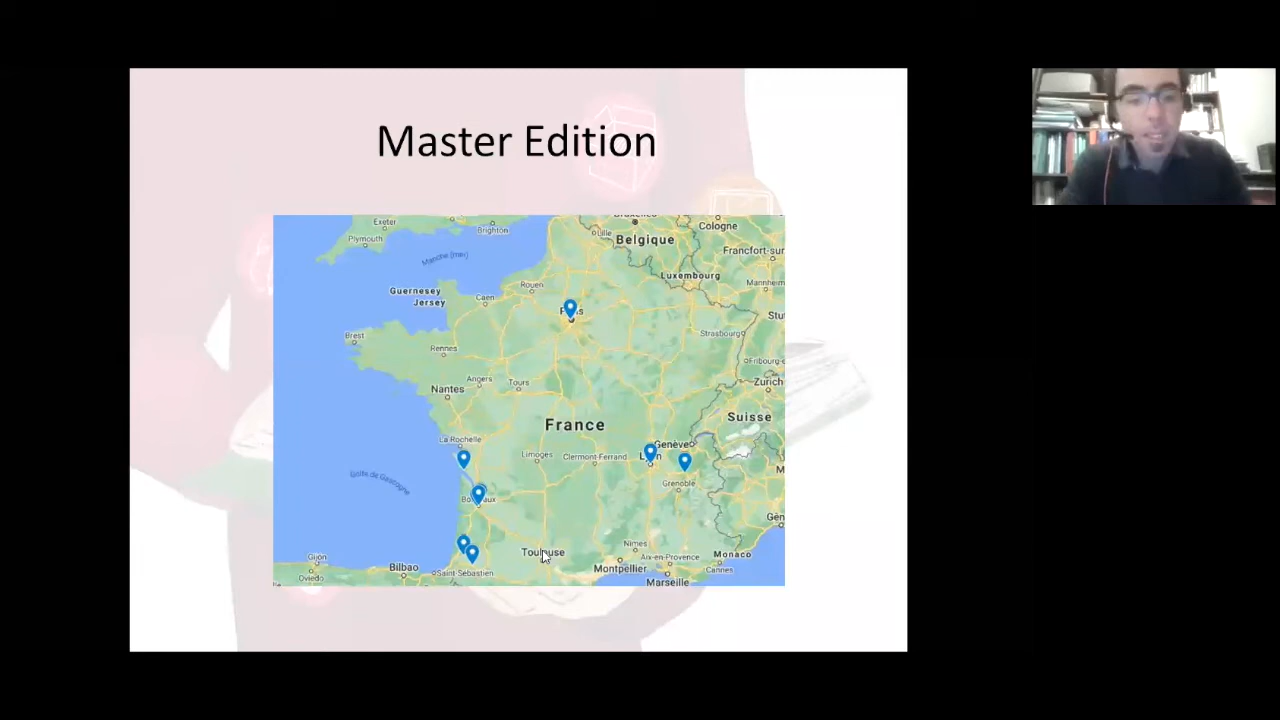 Master Edition
Exeter
Plymouth
Brighton
Manche (mer)
Guernesey
Jersey
Lille
Belgique
Cologne
Francfort-sur
Luxembourg
Mannheim
Rouen
Caen
Brest
Rennes
Strasbourg
Fribourg-
Nantes
Angers
Tours
Zurich
Suisse
France
La Rochelle
Limoges
Clermont-Ferrand
Genève
Grenoble
Golfe de Gascogne
Toulouse
Nîmes
Aix-en-Provence
Monaco
Gijón
Oviedo
Bilbao
Saint-Sébastien
Montpellier
Cannes
Marseille